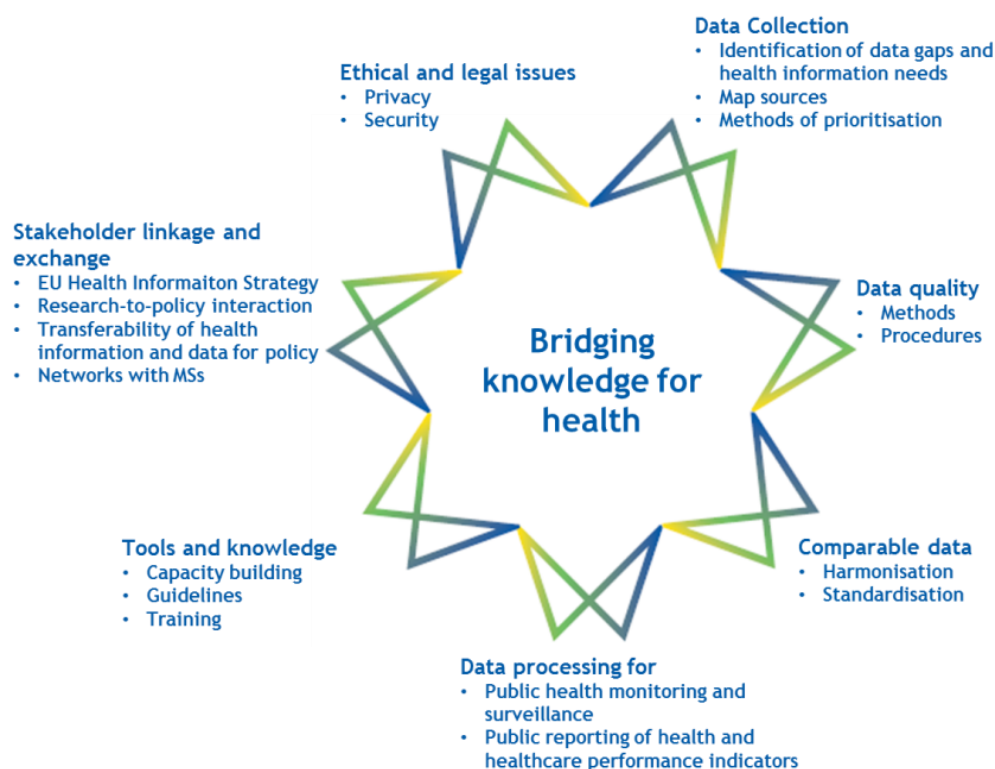 Data Collection
• Identification of data gaps and
health information needs
• Map sources
• Methods of prioritisation
Ethical and legal issues
• Privacy
• Security
Stakeholder linkage and
exchange
• EU Health Informaiton Strategy
• Research-to-policy interaction
• Transferability of health
information and data for policy
• Networks with MSs
Data quality
• Methods
• Procedures
Bridging
knowledge for
health
Tools and knowledge
• Capacity building
• Guidelines
• Training
Comparable data
• Harmonisation
• Standardisation
Data processing for
• Public health monitoring and
surveillance
• Public reporting of health and
healthcare performance indicators